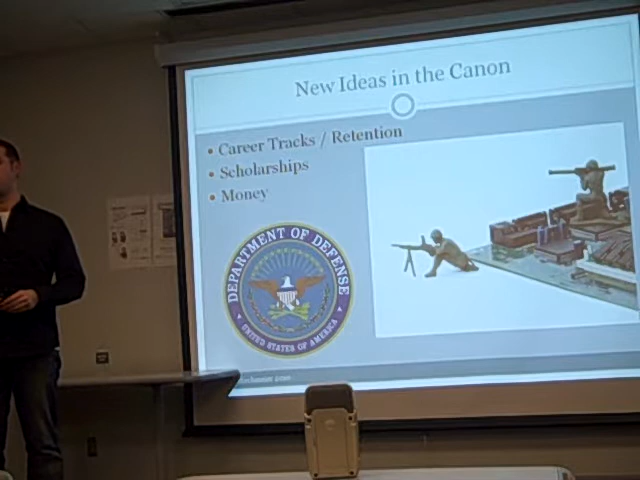 New Ideas in the Canon
• Career Tracks / Retention
• Scholarships
• Money
DEPARTMENT OF DEFENSE
UNITED STATES OF AMERICA